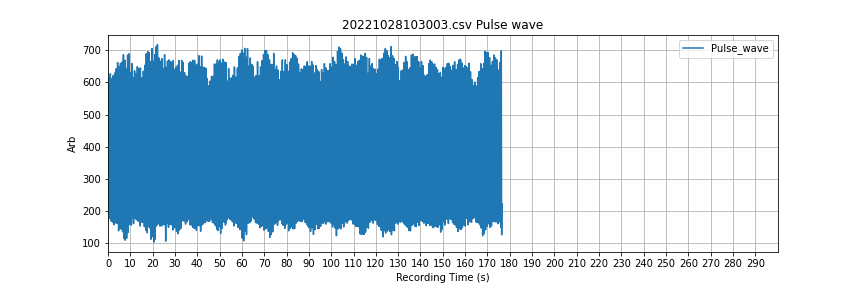 20221028103003.csv Pulse wave
Pulse_wave
Arb
700
600
500
400
300
200
100
0 10 20 30 40 50 60 70 80 90 100 110 120 130 140 150 160 170 180 190 200 210 220 230 240 250 260 270 280 290
Recording Time (s)